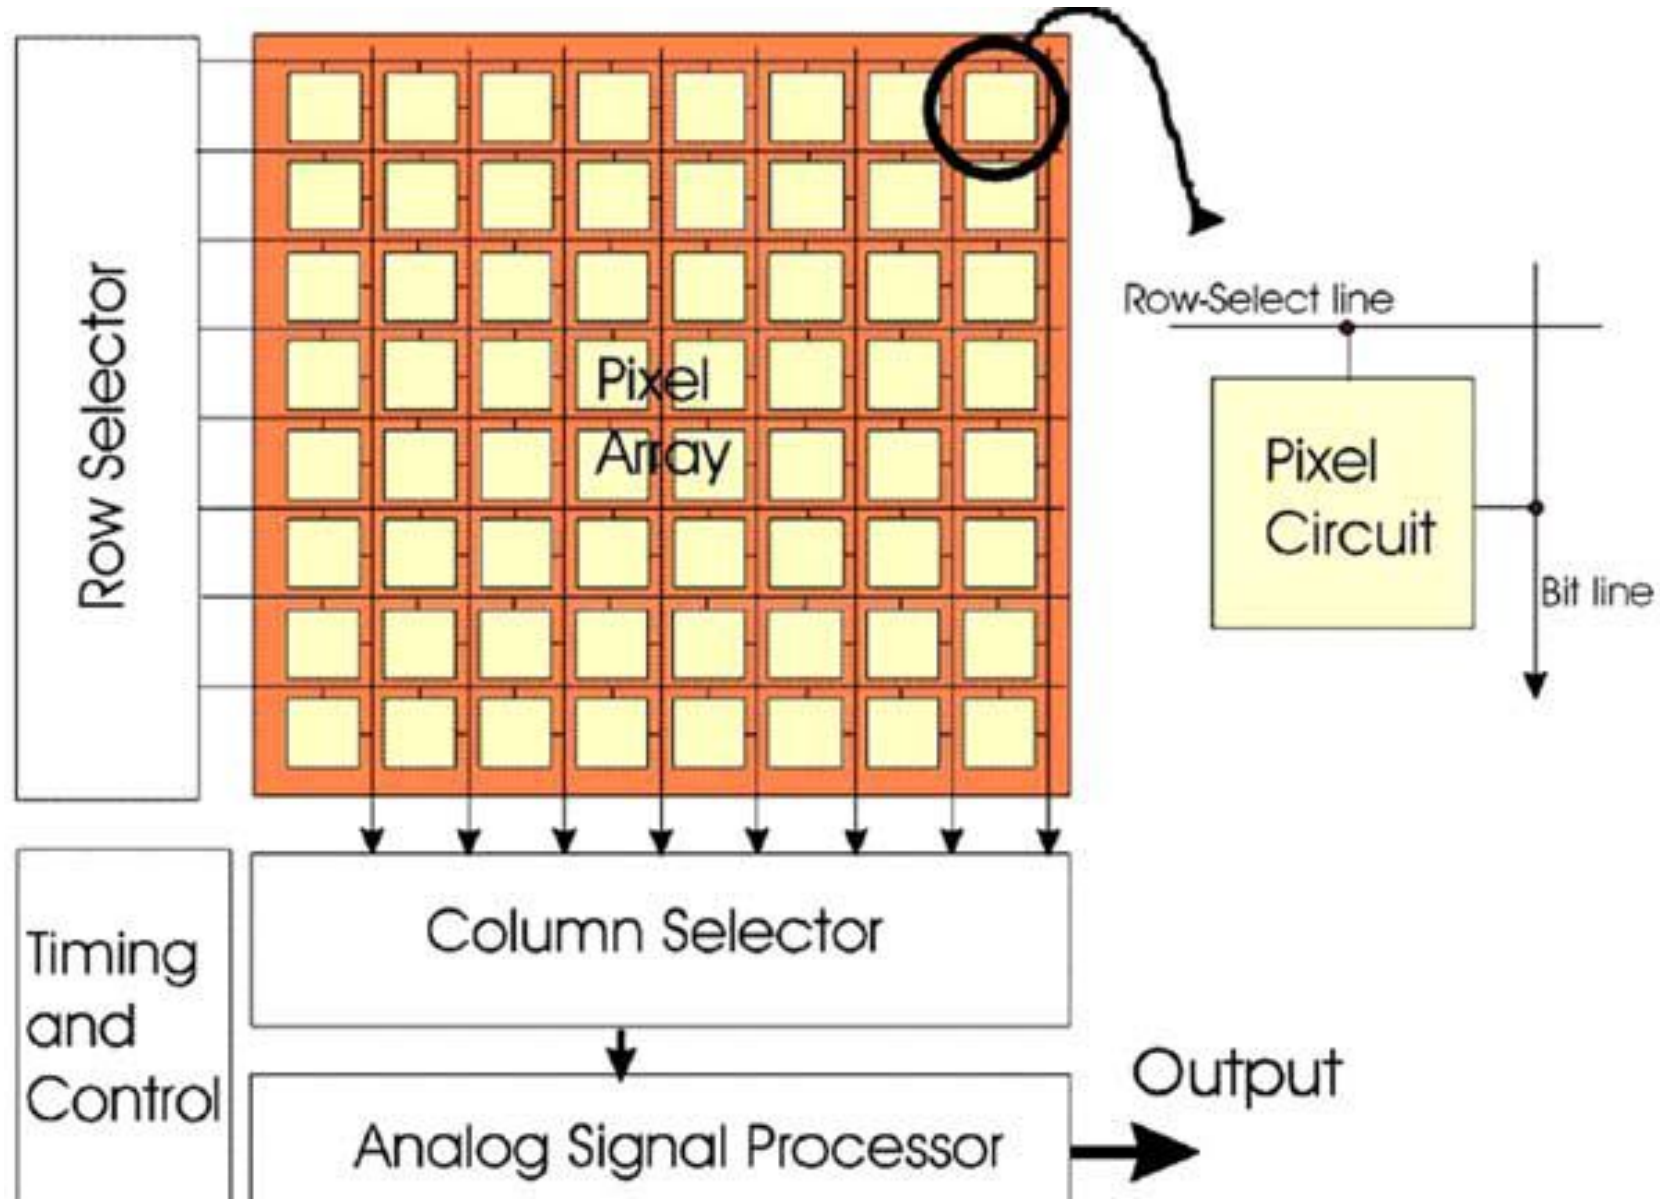 Row Selector
Pixel
Array
Row-Select line
Pixel
Circuit
Bit line
Timing
and
Control
Column Selector
Analog Signal Processor
Output